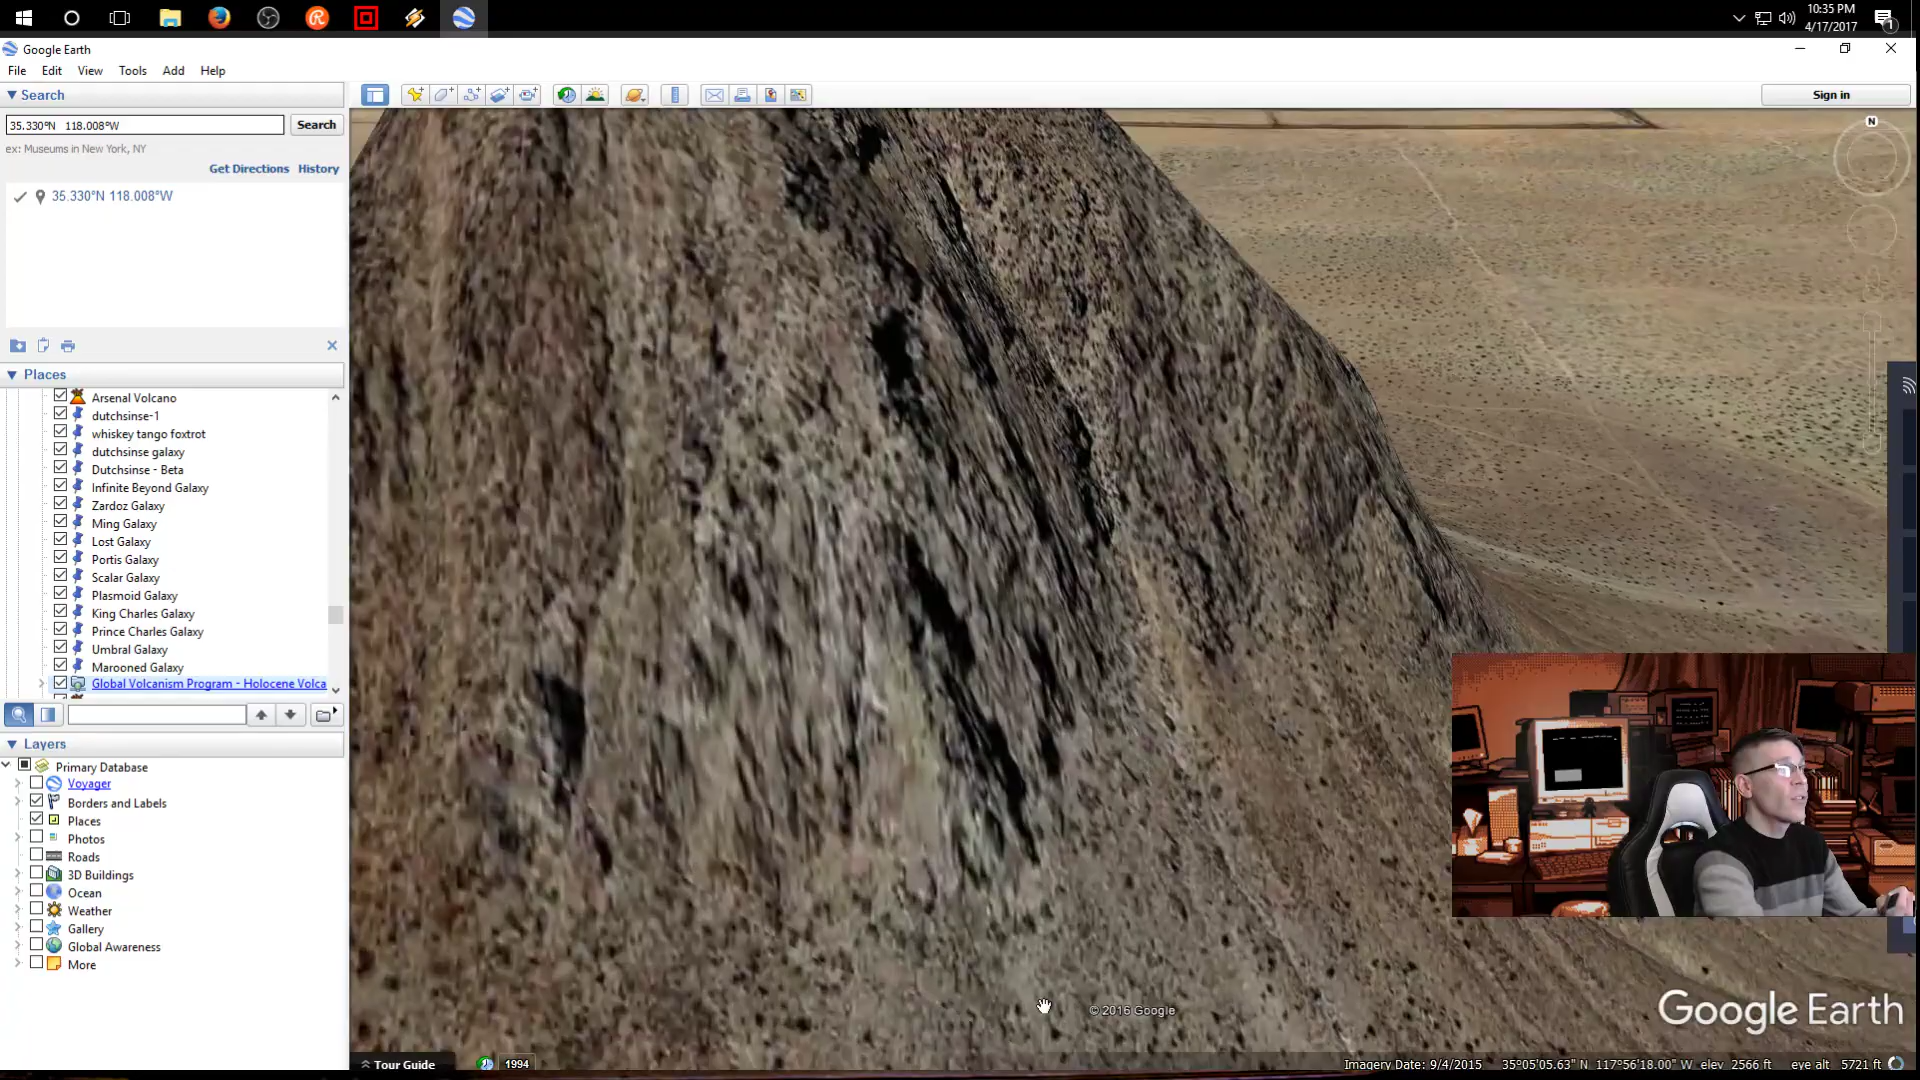 10:35 PM
4/17/2017
1
Google Earth
File Edit View Tools Add Help
Search
Sign in
35.330°N 118.008°W
Search
ex: Museums in New York, NY
Get Directions History
35.330°N 118.008°W
Places
Arsenal Volcano
dutchsinse-1
whiskey tango foxtrot
dutchsinse galaxy
Dutchsinse - Beta
Infinite Beyond Galaxy
Zardoz Galaxy
Ming Galaxy
Lost Galaxy
Portis Galaxy
Scalar Galaxy
Plasmoid Galaxy
King Charles Galaxy
Prince Charles Galaxy
Umbral Galaxy
Marooned Galaxy
Global Volcanism Program - Holocene Volca
Layers
Primary Database
Voyager
Borders and Labels
Places
Photos
Roads
3D Buildings
Ocean
Weather
Gallery
Global Awareness
More
N
© 2016 Google
Google Earth
Tour Guide
1994
Imagery Date: 9/4/2015 35°05'05.63" N 117°56'18.00" W elev 2566 ft eye alt 5721 ft